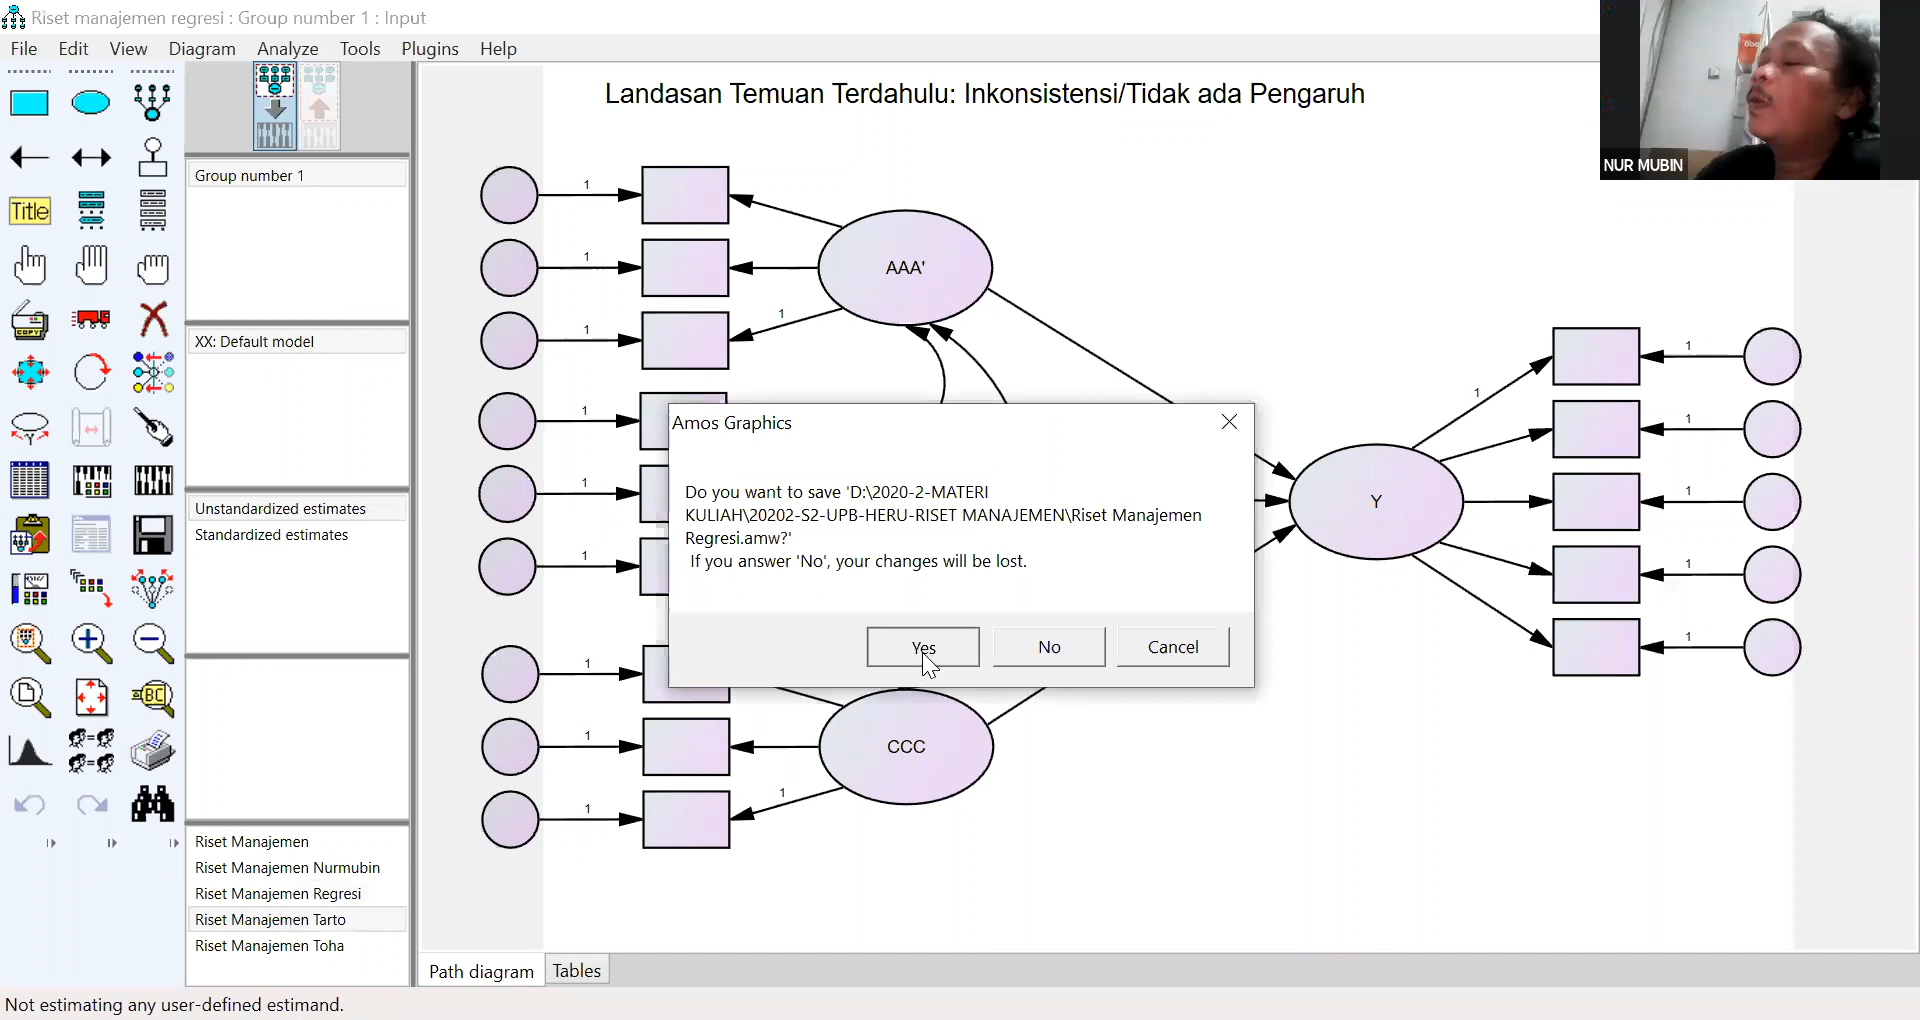 Riset manajemen regresi : Group number 1 : Input
File Edit View Diagram Analyze Tools Plugins Help
Landasan Temuan Terdahulu: Inkonsistensi/Tidak ada Pengaruh
NUR MUBIN
Title
COPY
Y
BC
Group number 1
XX: Default model
Unstandardized estimates
Standardized estimates
Riset Manajemen
Riset Manajemen Nurmubin
Riset Manajemen Regresi
Riset Manajemen Tarto
Riset Manajemen Toha
1
1
1
1
AAA'
1
1
1
1
1
1
CCC
1
1
Y
1
1
1
1
1
1
Amos Graphics
Do you want to save 'D:\2020-2-MATERI
KULIAH\20202-S2-UPB-HERU-RISET MANAJEMEN\Riset Manajemen
Regresi.amw?'
If you answer 'No', your changes will be lost.
Yes No Cancel
Path diagram Tables
Not estimating any user-defined estimand.